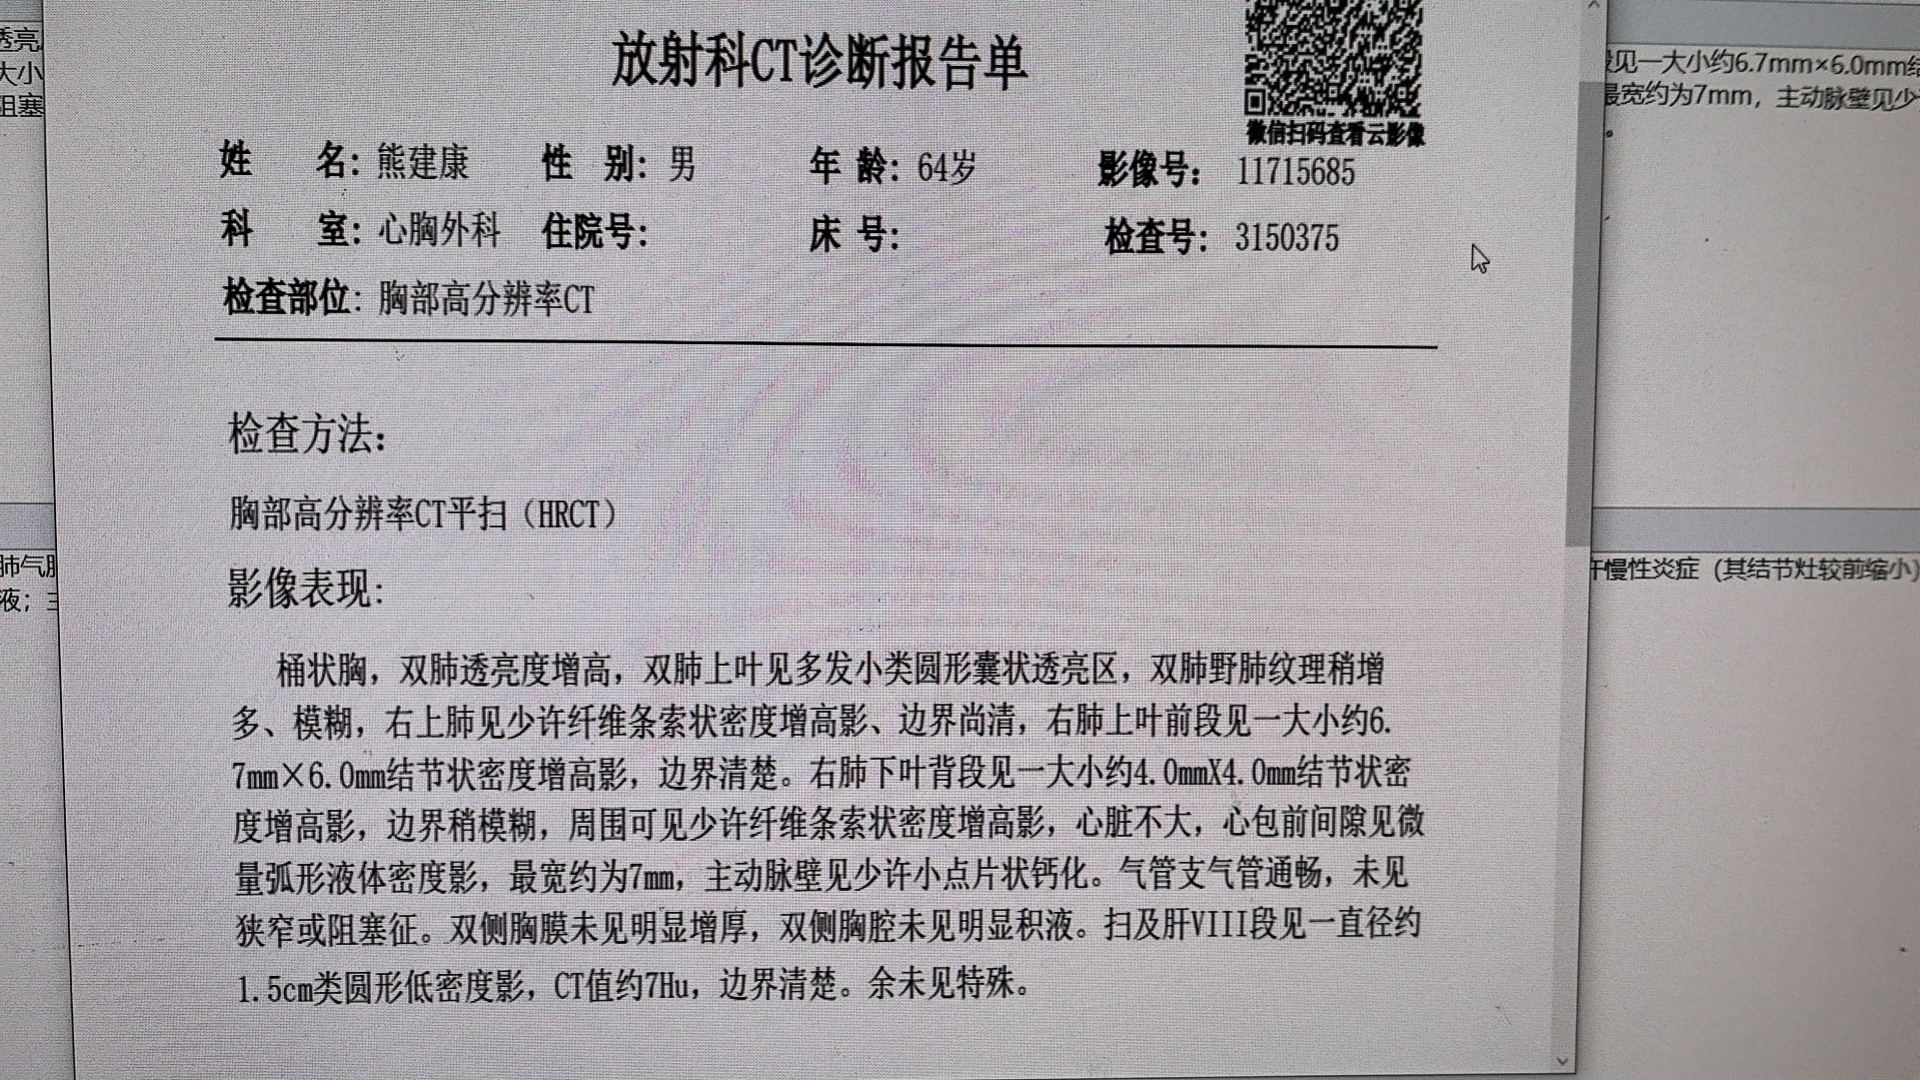 放射科CT诊断报告单
微信扫码查看云影像
姓 名: 熊建康 性 别: 男 年 龄: 64岁 影像号: 11715685
科 室: 心胸外科 住院号: 床 号: 检查号: 3150375
检查部位: 胸部高分辨率CT
检查方法:
胸部高分辨率CT平扫（HRCT）
影像表现:
桶状胸，双肺透亮度增高，双肺上叶见多发小类圆形囊状透亮区，双肺野肺纹理稍增
多、模糊，右上肺见少许纤维条索状密度增高影、边界尚清，右肺上叶前段见一大小约6.
7mm×6.0mm结节状密度增高影，边界清楚。右肺下叶背段见一大小约4.0mmX4.0mm结节状密
度增高影，边界稍模糊，周围可见少许纤维条索状密度增高影，心脏不大，心包前间隙见微
量弧形液体密度影，最宽约为7mm，主动脉壁见少许小点片状钙化。气管支气管通畅，未见
狭窄或阻塞征。双侧胸膜未见明显增厚，双侧胸腔未见明显积液。扫及肝VIII段见一直径约
1.5cm类圆形低密度影，CT值约7Hu，边界清楚。余未见特殊。
透亮
大小
阻塞
肺气
液；
见一大小约6.7mm×6.0mm
最宽约为7mm，主动脉壁见少
。
慢性炎症（其结节灶较前缩小）